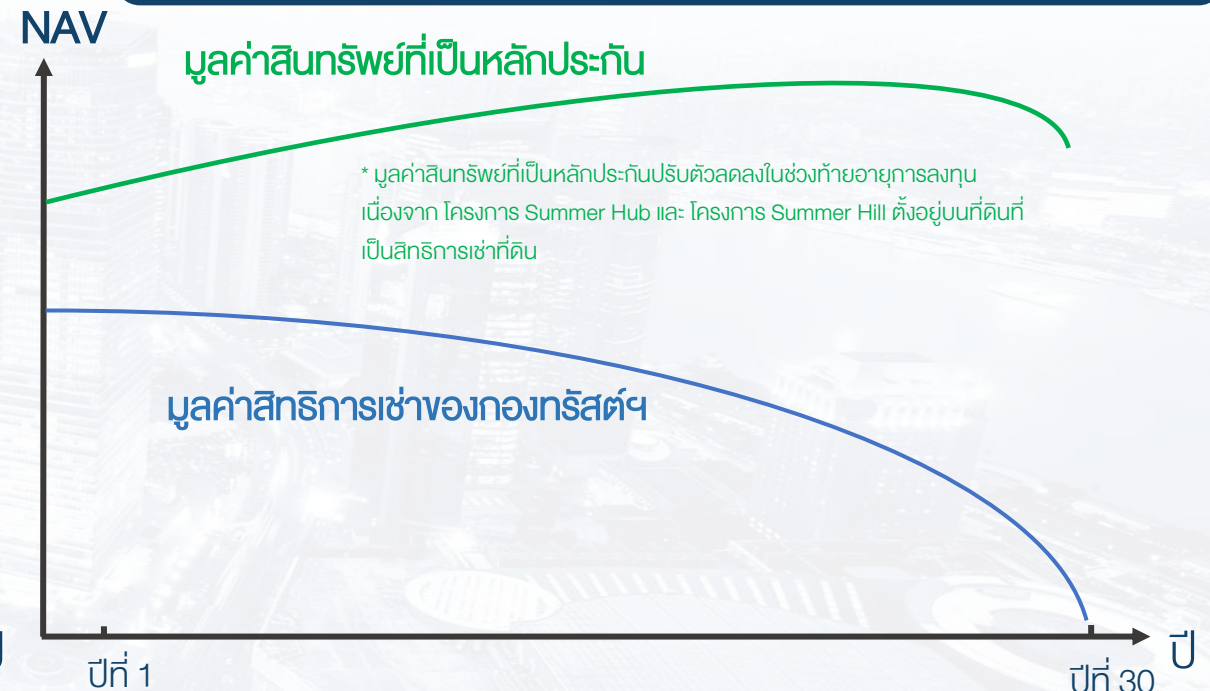 NAV
มูลค่าสินทรัพย์ที่เป็นหลักประกัน
* มูลค่าสินทรัพย์ที่เป็นหลักประกันปรับตัวลดลงในช่วงท้ายอายุการลงทุน
เนื่องจาก โครงการ Summer Hub และ โครงการ Summer Hill ตั้งอยู่บนที่ดินที่
เป็นสิทธิการเช่าที่ดิน
มูลค่าสิทธิการเช่าของกองทรัสต์ฯ
ปี
ปีที่ 1
ปีที่ 30